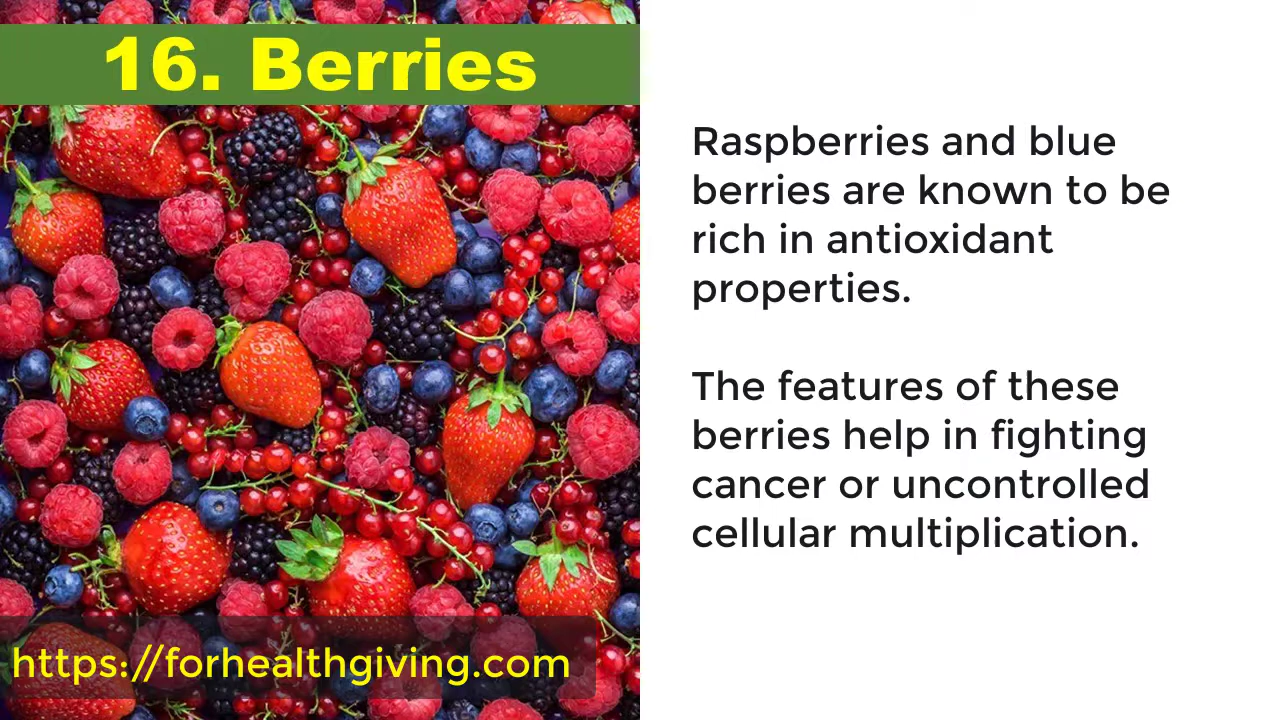 16. Berries
Raspberries and blue
berries are known to be
rich in antioxidant
properties.
The features of these
berries help in fighting
cancer or uncontrolled
cellular multiplication.
https://forhealthgiving.com